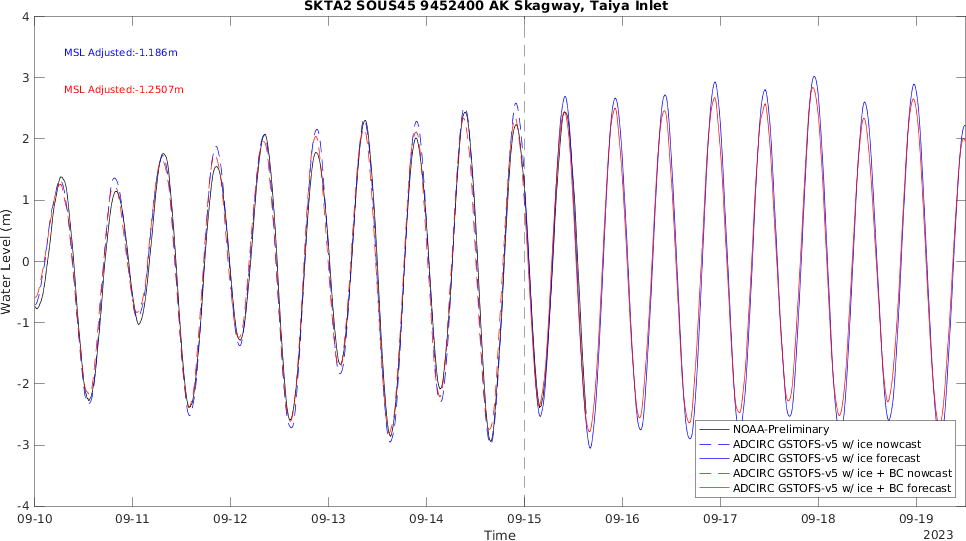 SKTA2 SOUS45 9452400 AK Skagway, Taiya Inlet
MSL Adjusted:-1.186m
MSL Adjusted:-1.2507m
Water Level (m)
4
3
2
1
0
-1
-2
-3
-4
NOAA-Preliminary
ADCIRC GSTOFS-v5 w/ ice nowcast
ADCIRC GSTOFS-v5 w/ ice forecast
ADCIRC GSTOFS-v5 w/ ice + BC nowcast
ADCIRC GSTOFS-v5 w/ ice + BC forecast
09-10 09-11 09-12 09-13 09-14 09-15 09-16 09-17 09-18 09-19
Time
2023